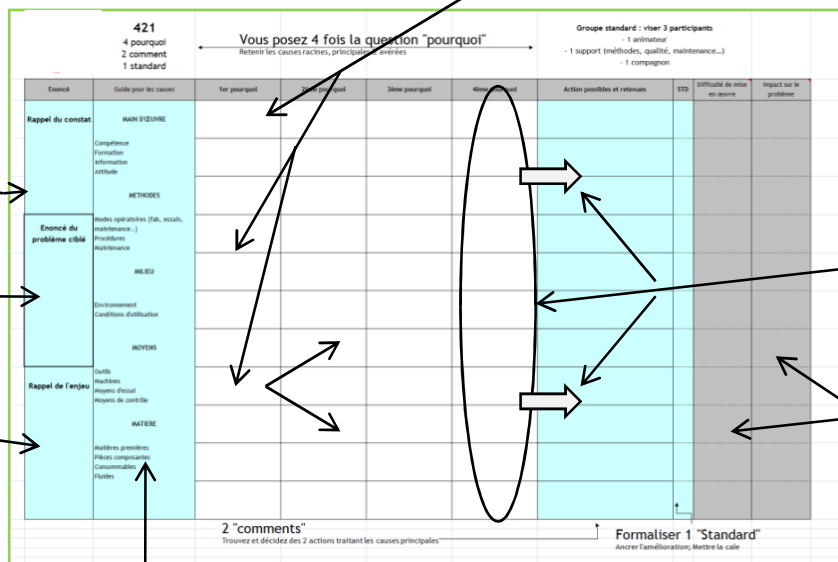 421
4 pourquoi
2 comment
1 standard
Vous posez 4 fois la question "pourquoi"
Retenir les causes racines, principales & avérées
Groupe standard : viser 3 participants
- 1 animateur
- 1 support (méthodes, qualité, maintenance...)
- 1 compagnon
Enoncé
Guide pour les causes
1er pourquoi
2ème pourquoi
3ème pourquoi
4ème pourquoi
Action possibles et retenues
STD
Difficulté de mise
en œuvre
Impact sur le
problème
Rappel du constat
MAIN D'ŒUVRE
Compétence
Formation
Information
Attitude
METHODES
Enoncé du
problème ciblé
Modes opératoires (fab, essais,
maintenance...)
Procédures
Maintenance
MILIEU
Environnement
Conditions d'utilisation
MOYENS
Rappel de l'enjeu
Outils
Machines
Moyens d'essai
Moyens de contrôle
MATIERE
Matières premières
Pièces composantes
Consommables
Fluides
2 "comments"
Trouvez et décidez des 2 actions traitant les causes principales
Formaliser 1 "Standard"
Ancrer l'amélioration; Mettre la cale